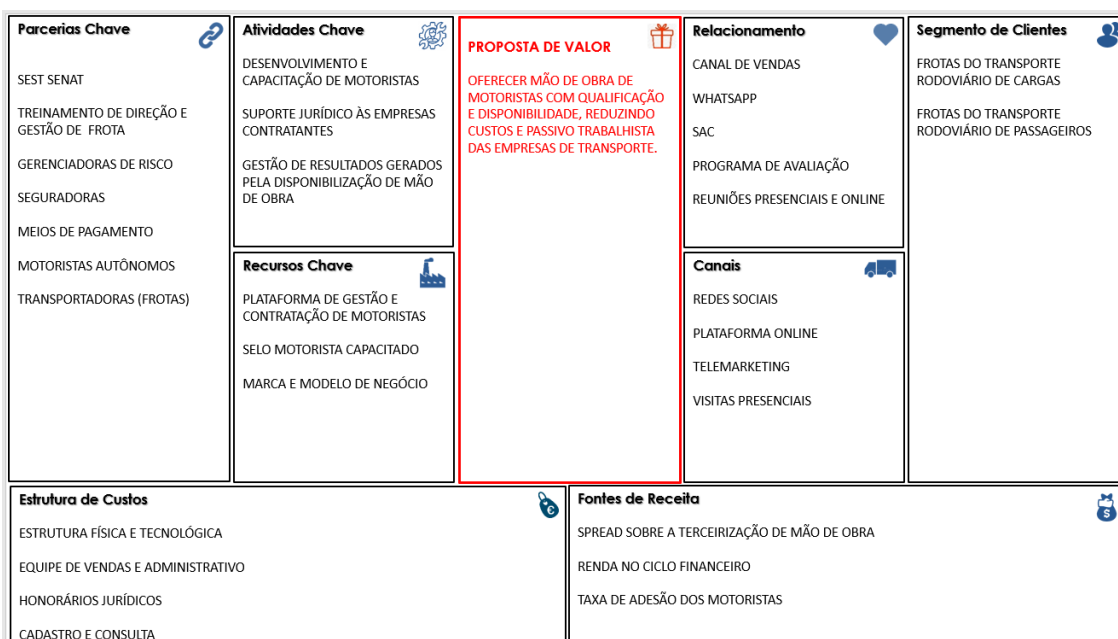 Parcerias Chave
SEST SENAT
TREINAMENTO DE DIREÇÃO E
GESTÃO DE FROTA
GERENCIADORAS DE RISCO
SEGURADORAS
MEIOS DE PAGAMENTO
MOTORISTAS AUTÔNOMOS
TRANSPORTADORAS (FROTAS)
Atividades Chave
DESENVOLVIMENTO E
CAPACITAÇÃO DE MOTORISTAS
SUPORTE JURÍDICO ÀS EMPRESAS
CONTRATANTES
GESTÃO DE RESULTADOS GERADOS
PELA DISPONIBILIZAÇÃO DE MÃO
DE OBRA
Recursos Chave
PLATAFORMA DE GESTÃO E
CONTRATAÇÃO DE MOTORISTAS
SELO MOTORISTA CAPACITADO
MARCA E MODELO DE NEGÓCIO
PROPOSTA DE VALOR
OFERECER MÃO DE OBRA DE
MOTORISTAS COM QUALIFICAÇÃO
E DISPONIBILIDADE, REDUZINDO
CUSTOS E PASSIVO TRABALHISTA
DAS EMPRESAS DE TRANSPORTE.
Relacionamento
CANAL DE VENDAS
WHATSAPP
SAC
PROGRAMA DE AVALIAÇÃO
REUNIÕES PRESENCIAIS E ONLINE
Canais
REDES SOCIAIS
PLATAFORMA ONLINE
TELEMARKETING
VISITAS PRESENCIAIS
Segmento de Clientes
FROTAS DO TRANSPORTE
RODOVIÁRIO DE CARGAS
FROTAS DO TRANSPORTE
RODOVIÁRIO DE PASSAGEIROS
Estrutura de Custos
€
ESTRUTURA FÍSICA E TECNOLÓGICA
EQUIPE DE VENDAS E ADMINISTRATIVO
HONORÁRIOS JURÍDICOS
CADASTRO E CONSULTA
Fontes de Receita
$
SPREAD SOBRE A TERCEIRIZAÇÃO DE MÃO DE OBRA
RENDA NO CICLO FINANCEIRO
TAXA DE ADESÃO DOS MOTORISTAS